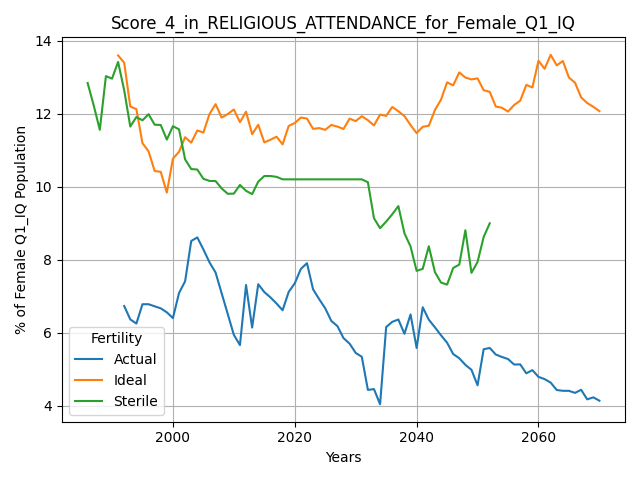 Score_4_in_RELIGIOUS_ATTENDANCE_for_Female_Q1_IQ
% of Female Q1_IQ Population
14
12
10
8
6
4
Fertility
Actual
Ideal
Sterile
2000 2020 2040 2060
Years